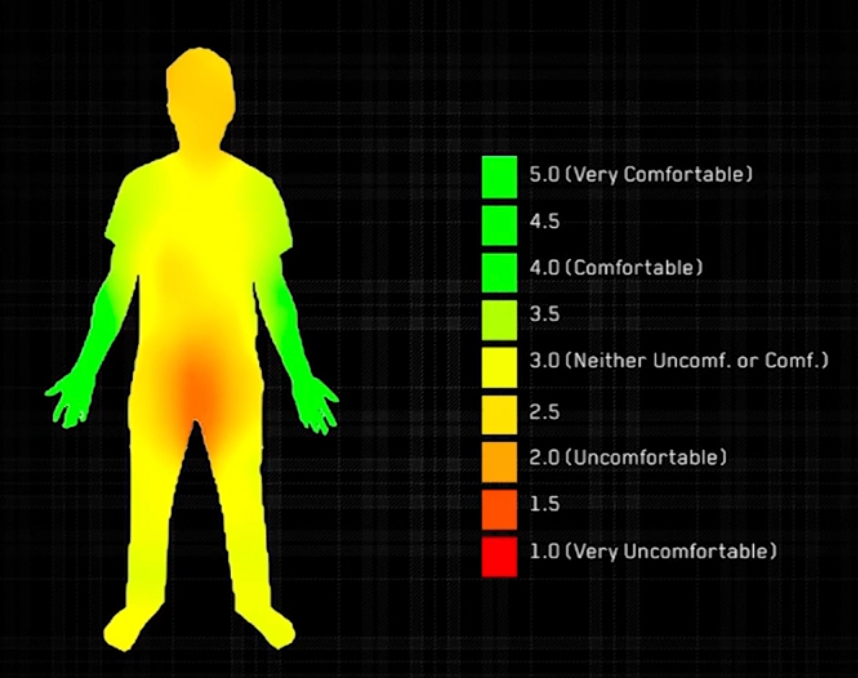 5.0 (Very Comfortable)
4.5
4.0 (Comfortable)
3.5
3.0 (Neither Uncomf. or Comf.)
2.5
2.0 (Uncomfortable)
1.5
1.0 (Very Uncomfortable)